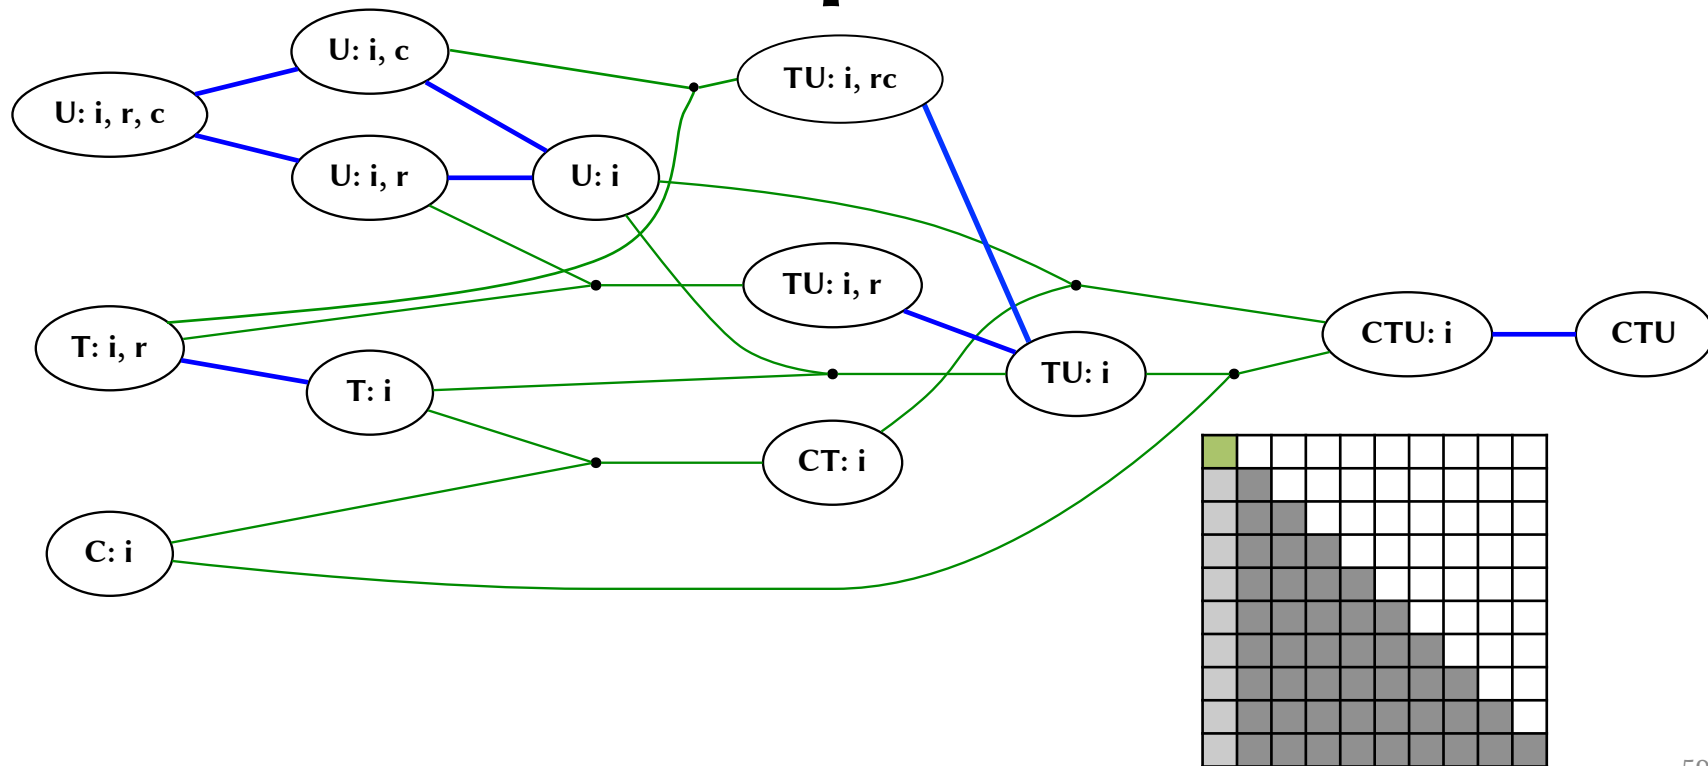 U: i, c
TU: i, rc
U: i, r, c
U: i, r
U: i
TU: i, r
T: i, r
CTU: i
CTU
TU: i
T: i
CT: i
C: i